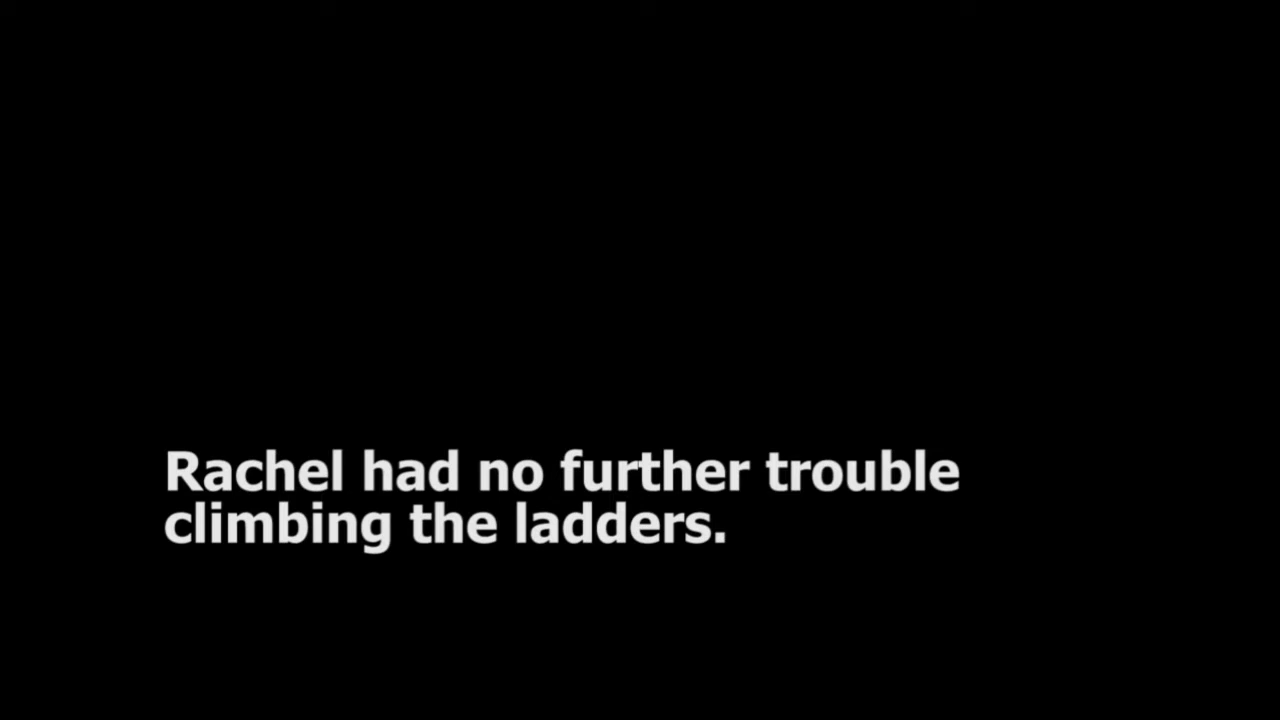 Rachel had no further trouble
climbing the ladders.